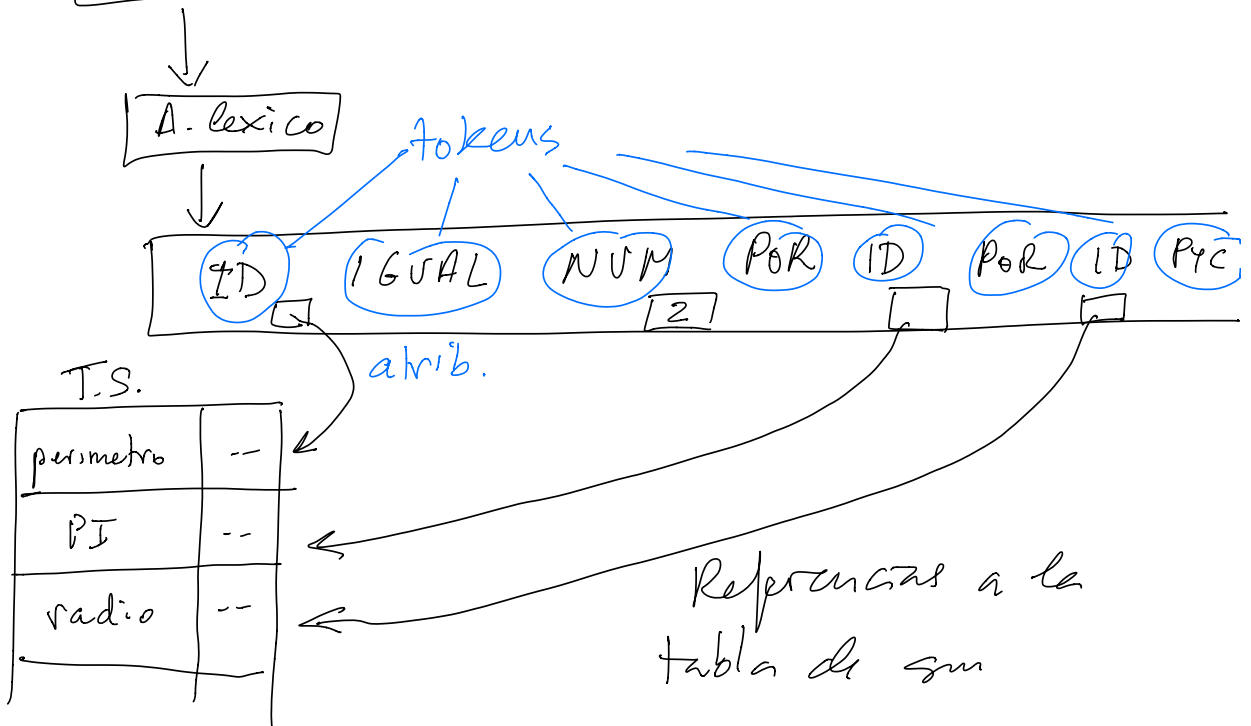 A. lexico
tokens
ID IGUAL NUM POR ID POR ID PYC
2
atrib.
T.S.
perimetro --
PI --
radio --
Referencias a la
tabla de